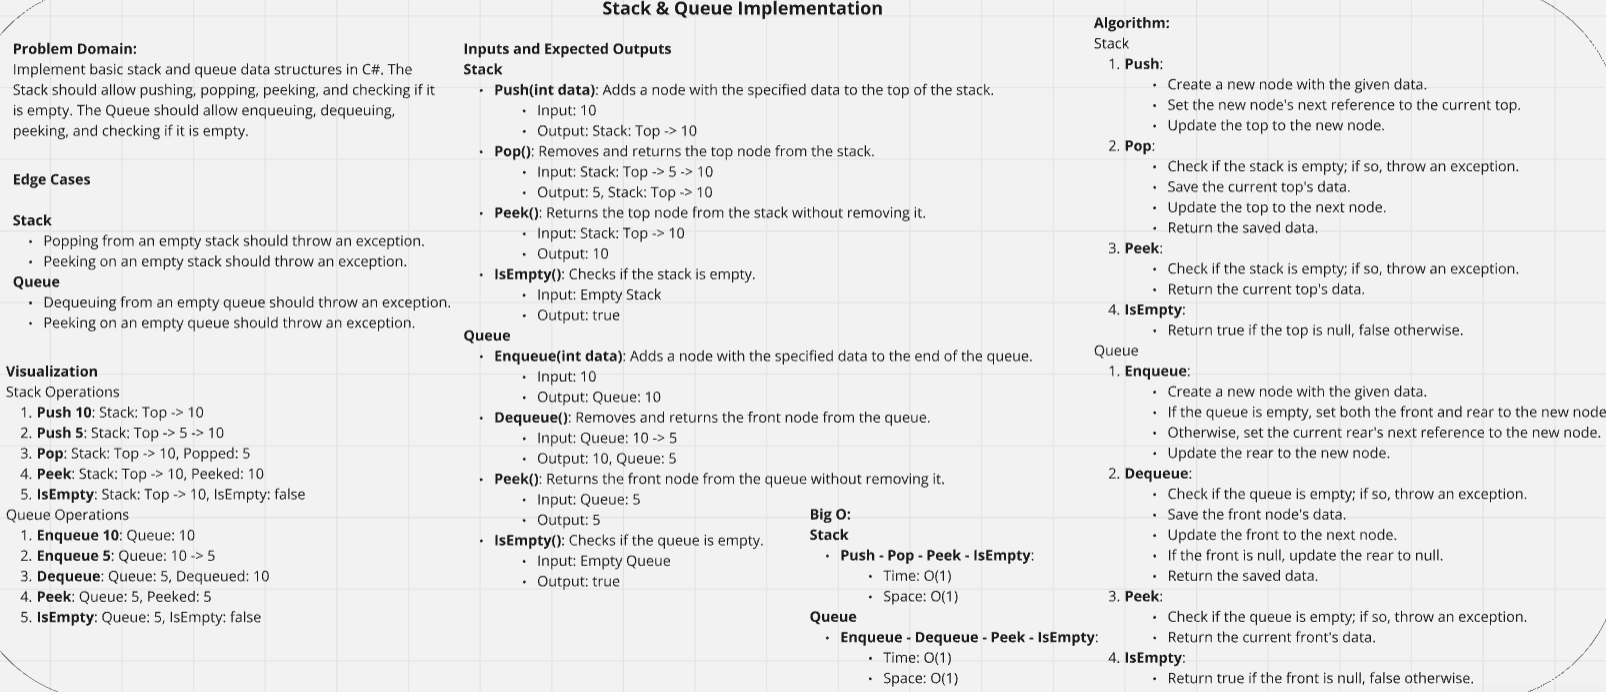 Stack & Queue Implementation
Problem Domain:
Implement basic stack and queue data structures in C#. The
Stack should allow pushing, popping, peeking, and checking if it
is empty. The Queue should allow enqueuing, dequeuing,
peeking, and checking if it is empty.
Edge Cases
Stack
• Popping from an empty stack should throw an exception.
• Peeking on an empty stack should throw an exception.
Queue
• Dequeuing from an empty queue should throw an exception.
• Peeking on an empty queue should throw an exception.
Visualization
Stack Operations
1. Push 10: Stack: Top -> 10
2. Push 5: Stack: Top -> 5 -> 10
3. Pop: Stack: Top -> 10, Popped: 5
4. Peek: Stack: Top -> 10, Peeked: 10
5. IsEmpty: Stack: Top -> 10, IsEmpty: false
Queue Operations
1. Enqueue 10: Queue: 10
2. Enqueue 5: Queue: 10 -> 5
3. Dequeue: Queue: 5, Dequeued: 10
4. Peek: Queue: 5, Peeked: 5
5. IsEmpty: Queue: 5, IsEmpty: false
Inputs and Expected Outputs
Stack
• Push(int data): Adds a node with the specified data to the top of the stack.
• Input: 10
• Output: Stack: Top -> 10
• Pop(): Removes and returns the top node from the stack.
• Input: Stack: Top -> 5 -> 10
• Output: 5, Stack: Top -> 10
• Peek(): Returns the top node from the stack without removing it.
• Input: Stack: Top -> 10
• Output: 10
• IsEmpty(): Checks if the stack is empty.
• Input: Empty Stack
• Output: true
Queue
• Enqueue(int data): Adds a node with the specified data to the end of the queue.
• Input: 10
• Output: Queue: 10
• Dequeue(): Removes and returns the front node from the queue.
• Input: Queue: 10 -> 5
• Output: 10, Queue: 5
• Peek(): Returns the front node from the queue without removing it.
• Input: Queue: 5
• Output: 5
• IsEmpty(): Checks if the queue is empty.
• Input: Empty Queue
• Output: true
Big O:
Stack
• Push - Pop - Peek - IsEmpty:
• Time: O(1)
• Space: O(1)
Queue
• Enqueue - Dequeue - Peek - IsEmpty:
• Time: O(1)
• Space: O(1)
Algorithm:
Stack
1. Push:
• Create a new node with the given data.
• Set the new node's next reference to the current top.
• Update the top to the new node.
2. Pop:
• Check if the stack is empty; if so, throw an exception.
• Save the current top's data.
• Update the top to the next node.
• Return the saved data.
3. Peek:
• Check if the stack is empty; if so, throw an exception.
• Return the current top's data.
4. IsEmpty:
• Return true if the top is null, false otherwise.
Queue
1. Enqueue:
• Create a new node with the given data.
• If the queue is empty, set both the front and rear to the new node
• Otherwise, set the current rear's next reference to the new node.
• Update the rear to the new node.
2. Dequeue:
• Check if the queue is empty; if so, throw an exception.
• Save the front node's data.
• Update the front to the next node.
• If the front is null, update the rear to null.
• Return the saved data.
3. Peek:
• Check if the queue is empty; if so, throw an exception.
• Return the current front's data.
4. IsEmpty:
• Return true if the front is null, false otherwise.